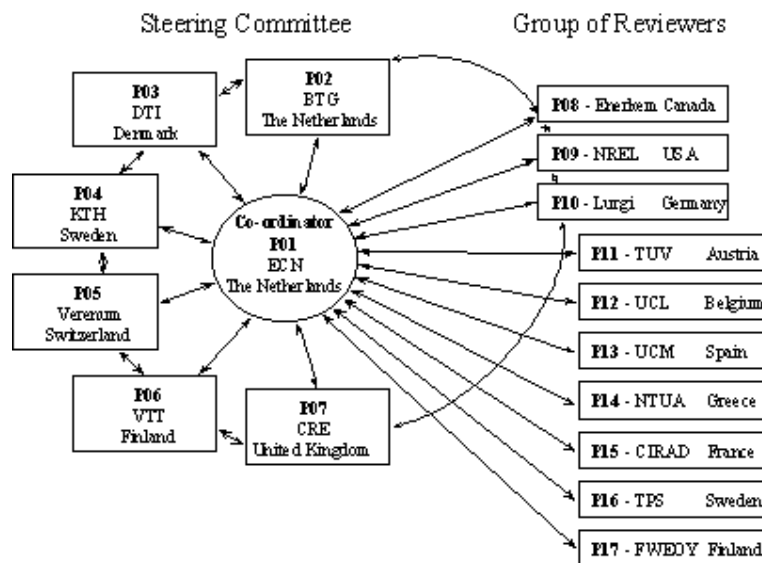 Steering Committee
Group of Reviewers
P02
BTG
The Netherlands
P03
DTI
Denmark
P04
KTH
Sweden
P05
Verenum
Switzerland
P06
VTT
Finland
P07
CRE
United Kingdom
Co-ordinator
P01
ECN
The Netherlands
P08 - Enerkem Canada
P09 - NREL USA
P10 - Lurgi Germany
P11 - TUV Austria
P12 - UCL Belgium
P13 - UCM Spain
P14 - NTUA Greece
P15 - CIRAD France
P16 - TPS Sweden
P17 - FWEOY Finland